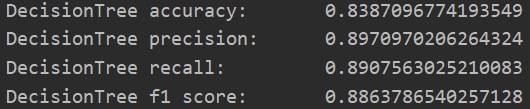 DecisionTree accuracy: 0.8387096774193549
DecisionTree precision: 0.8970970206264324
DecisionTree recall: 0.8907563025210083
DecisionTree f1 score: 0.8863786540257128